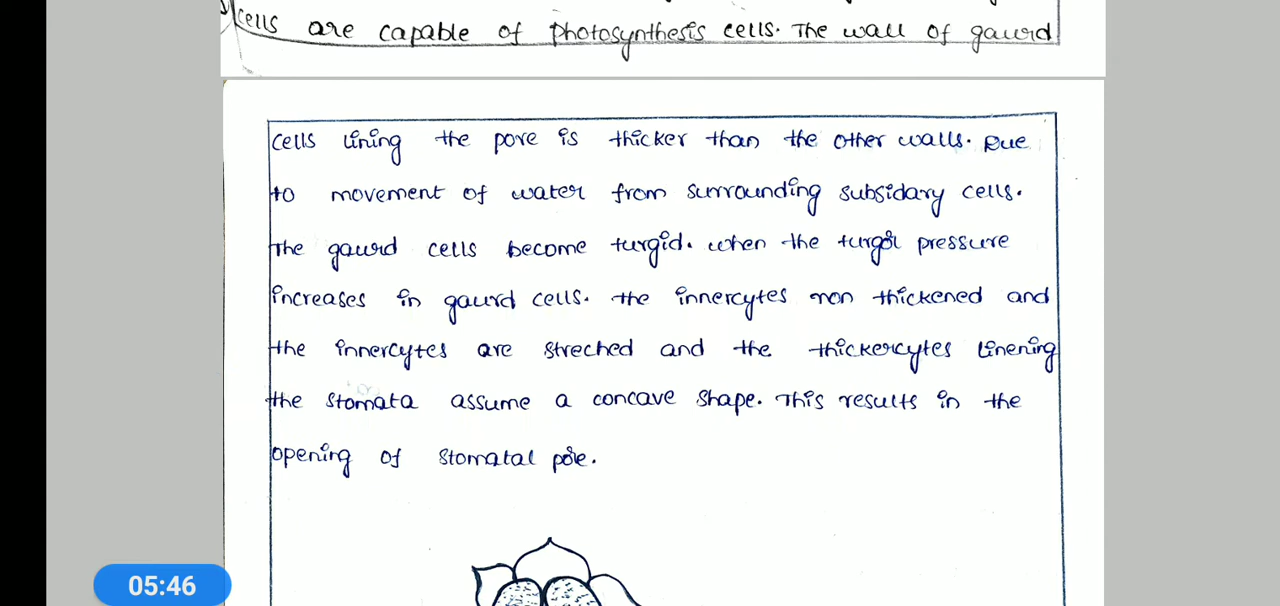 cells are capable of photosynthesis cells. The wall of gaurd
cells lining the pore is thicker than the other walls. Due
to movement of water from surrounding subsidary cells.
The gaurd cells become turgid. when the turgor pressure
increases in gaurd cells. the innercytes non thickened and
the innercytes are streched and the thickercytes linening
the stomata assume a concave shape. This results in the
opening of stomatal pore.
05:46